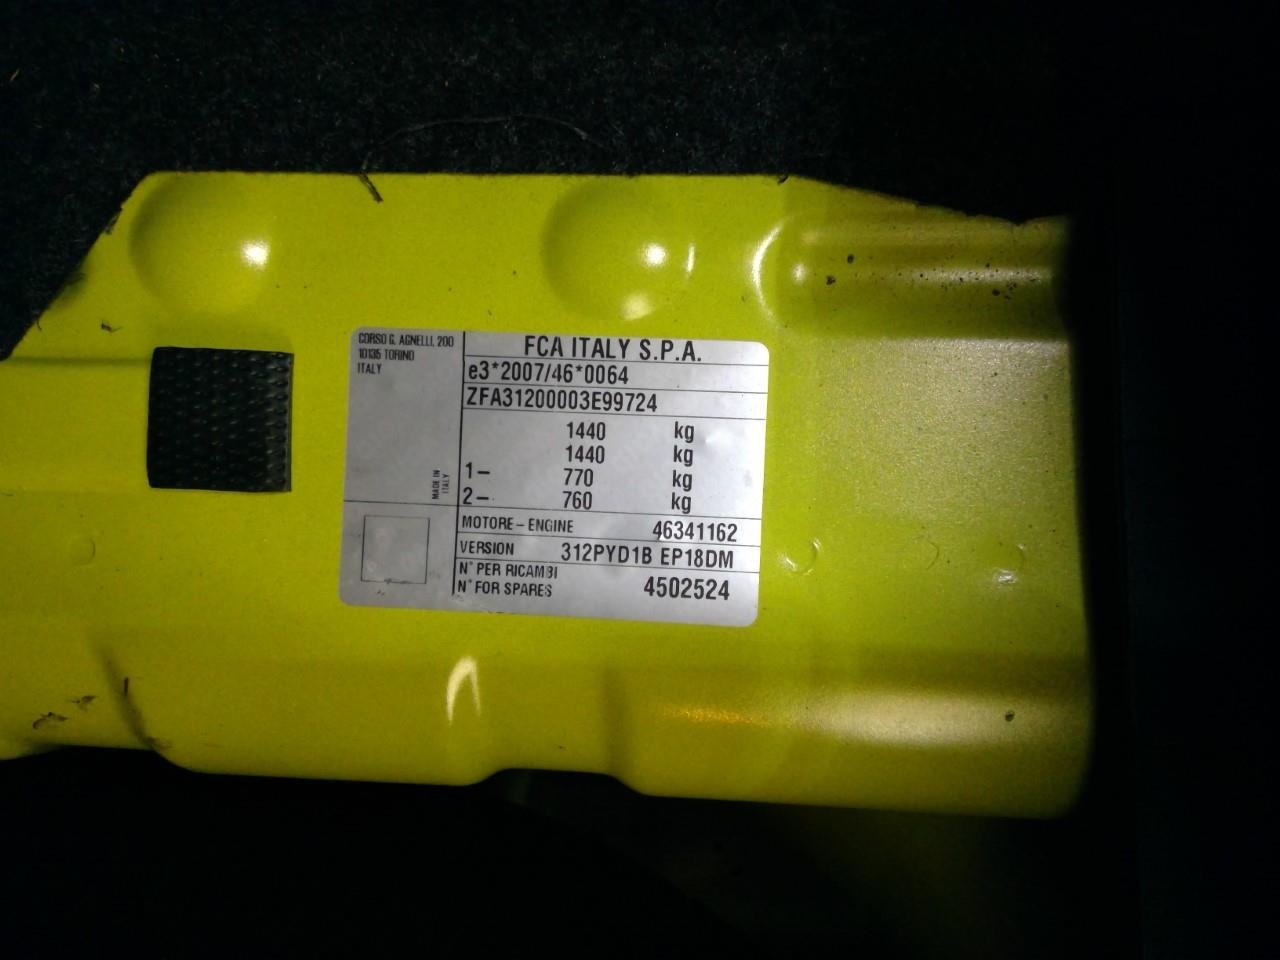 CORSO G. AGNELLI, 200
10135 TORINO
ITALY
MADE IN
ITALY
FCA ITALY S.P.A.
e3*2007/46*0064
ZFA31200003E99724
1440 kg
1440 kg
1- 770 kg
2- 760 kg
MOTORE - ENGINE 46341162
VERSION 312PYD1B EP18DM
N° PER RICAMBI
N° FOR SPARES 4502524